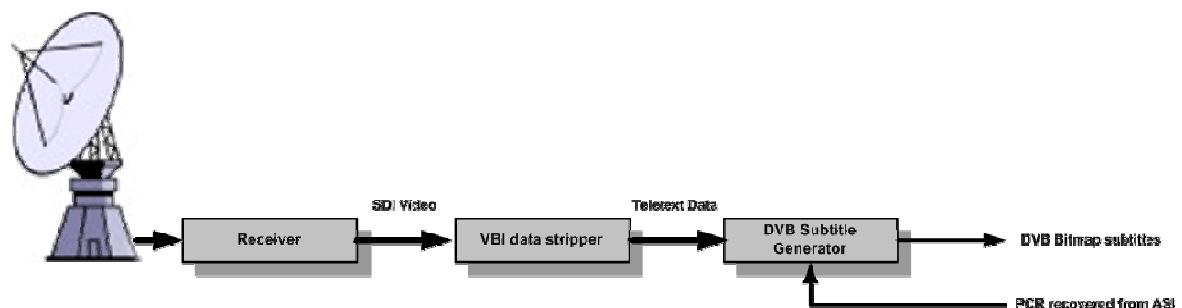 SDI Video
Teletext Data
Receiver
VBI data stripper
DVB Subtitle
Generator
DVB Bitmap subtitles
PCR recovered from ASI